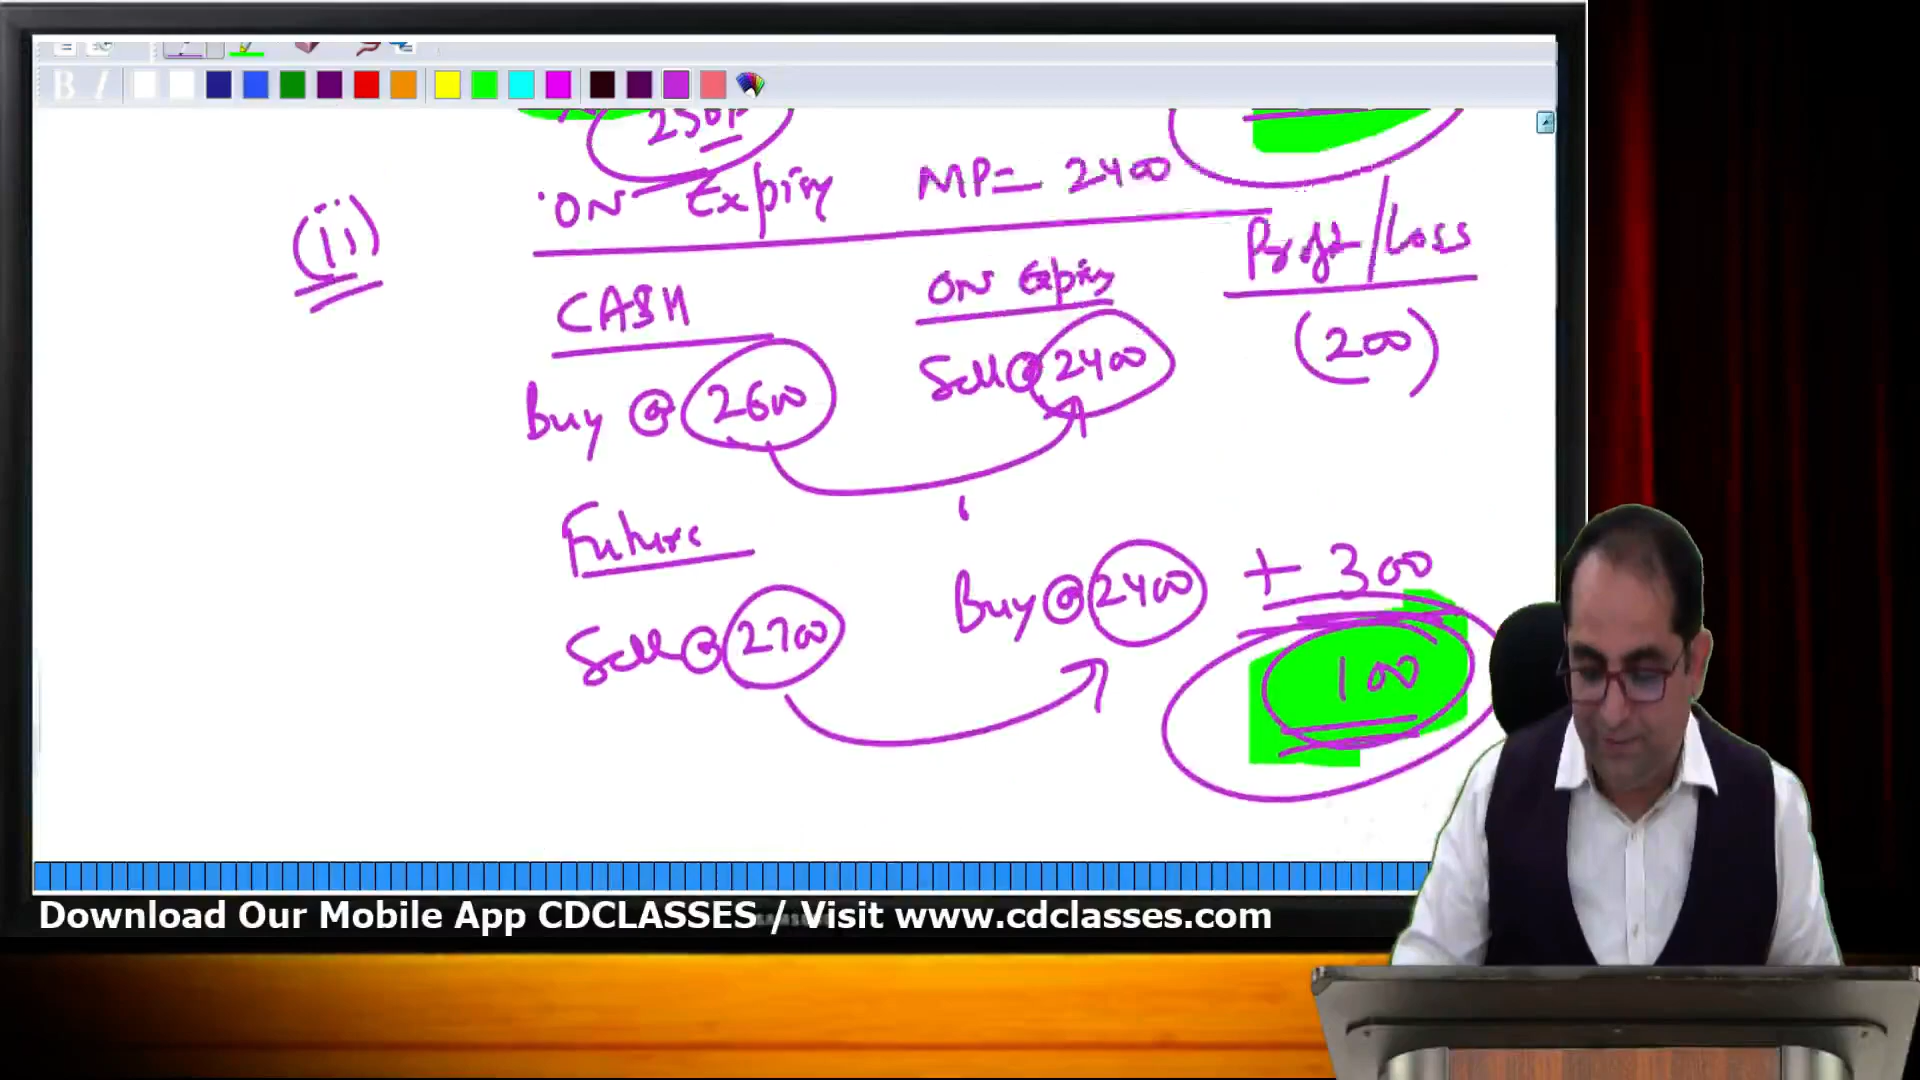 B I
(ii)
ON Expiry MP = 2400
Profit/Loss
CASH
ON Expiry
Buy @ 2600
Sell @ 2400
(200)
Future
Sell @ 2700
Buy @ 2400
+ 300
100
Download Our Mobile App CDCLASSES / Visit www.cdclasses.com